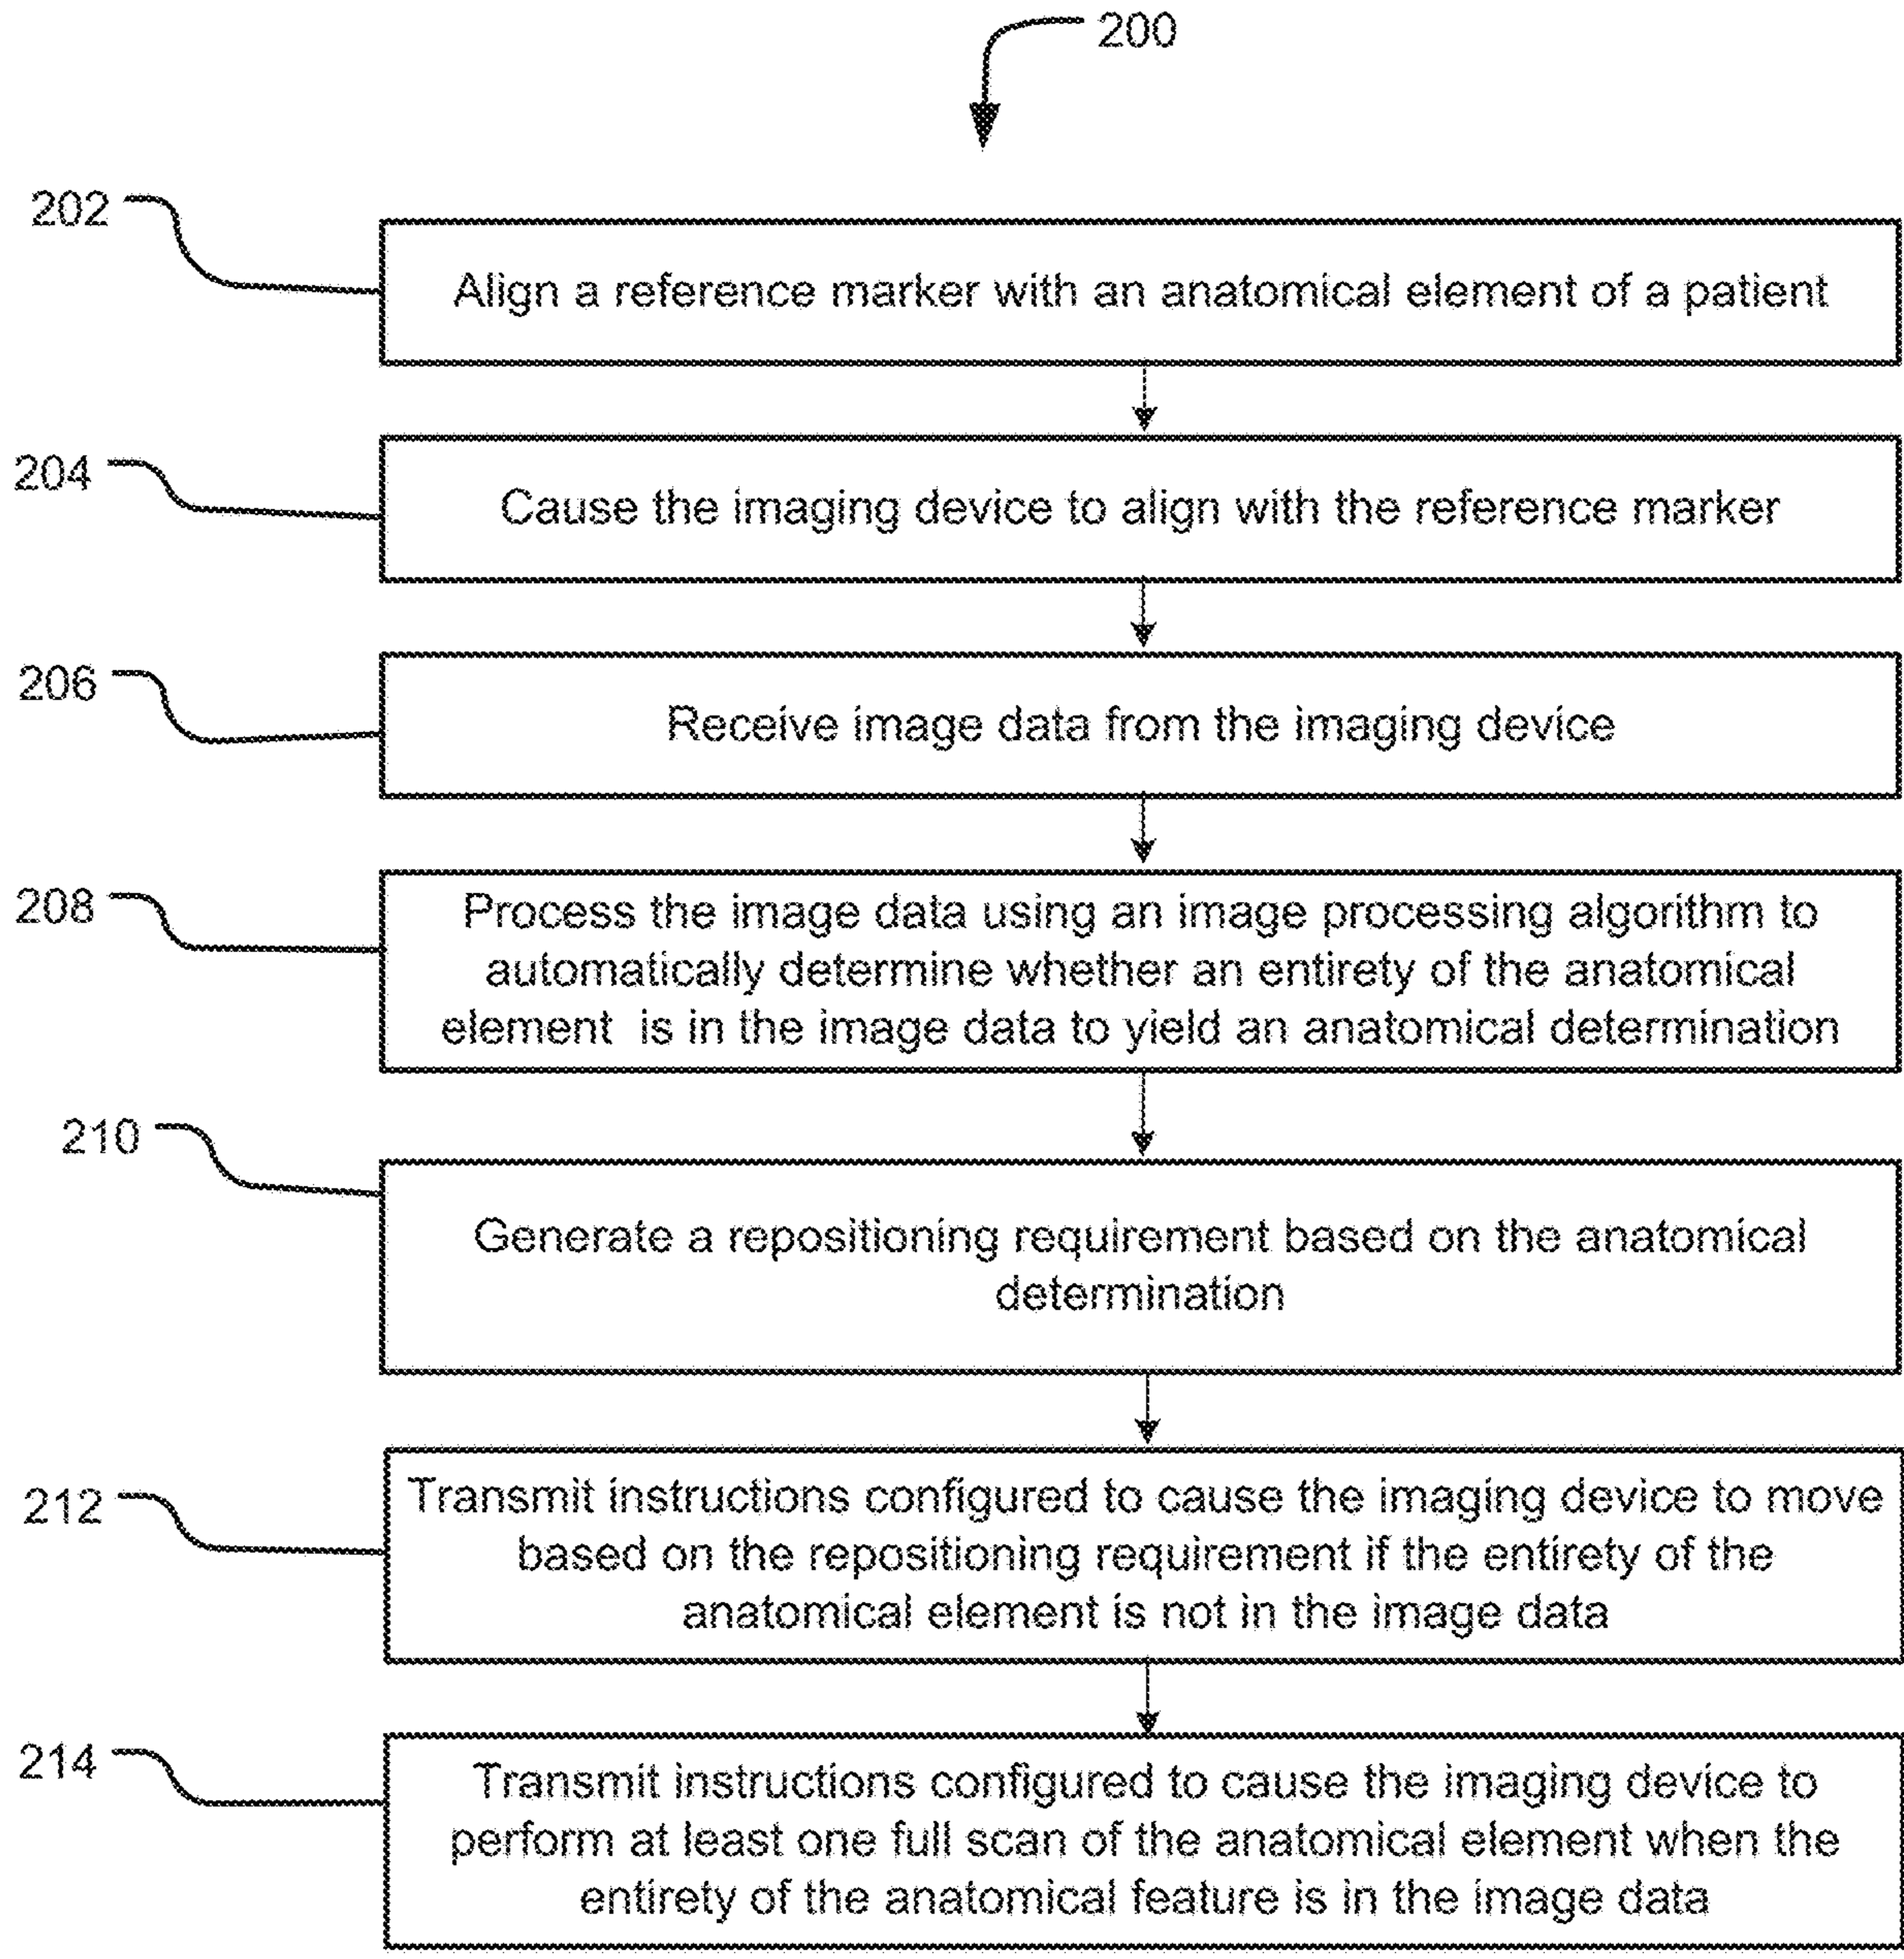 200
202
Align a reference marker with an anatomical element of a patient
204
Cause the imaging device to align with the reference marker
206
Receive image data from the imaging device
208
Process the image data using an image processing algorithm to
automatically determine whether an entirety of the anatomical
element is in the image data to yield an anatomical determination
210
Generate a repositioning requirement based on the anatomical
determination
212
Transmit instructions configured to cause the imaging device to move
based on the repositioning requirement if the entirety of the
anatomical element is not in the image data
214
Transmit instructions configured to cause the imaging device to
perform at least one full scan of the anatomical element when the
entirety of the anatomical feature is in the image data